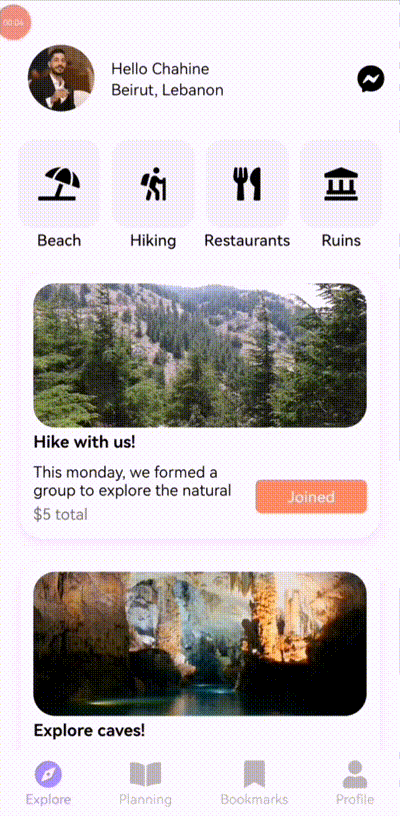 00:04
Hello Chahine
Beirut, Lebanon
Beach
Hiking
Restaurants
Ruins
Hike with us!
This monday, we formed a
group to explore the natural
$5 total
Joined
Explore caves!
Explore
Planning
Bookmarks
Profile